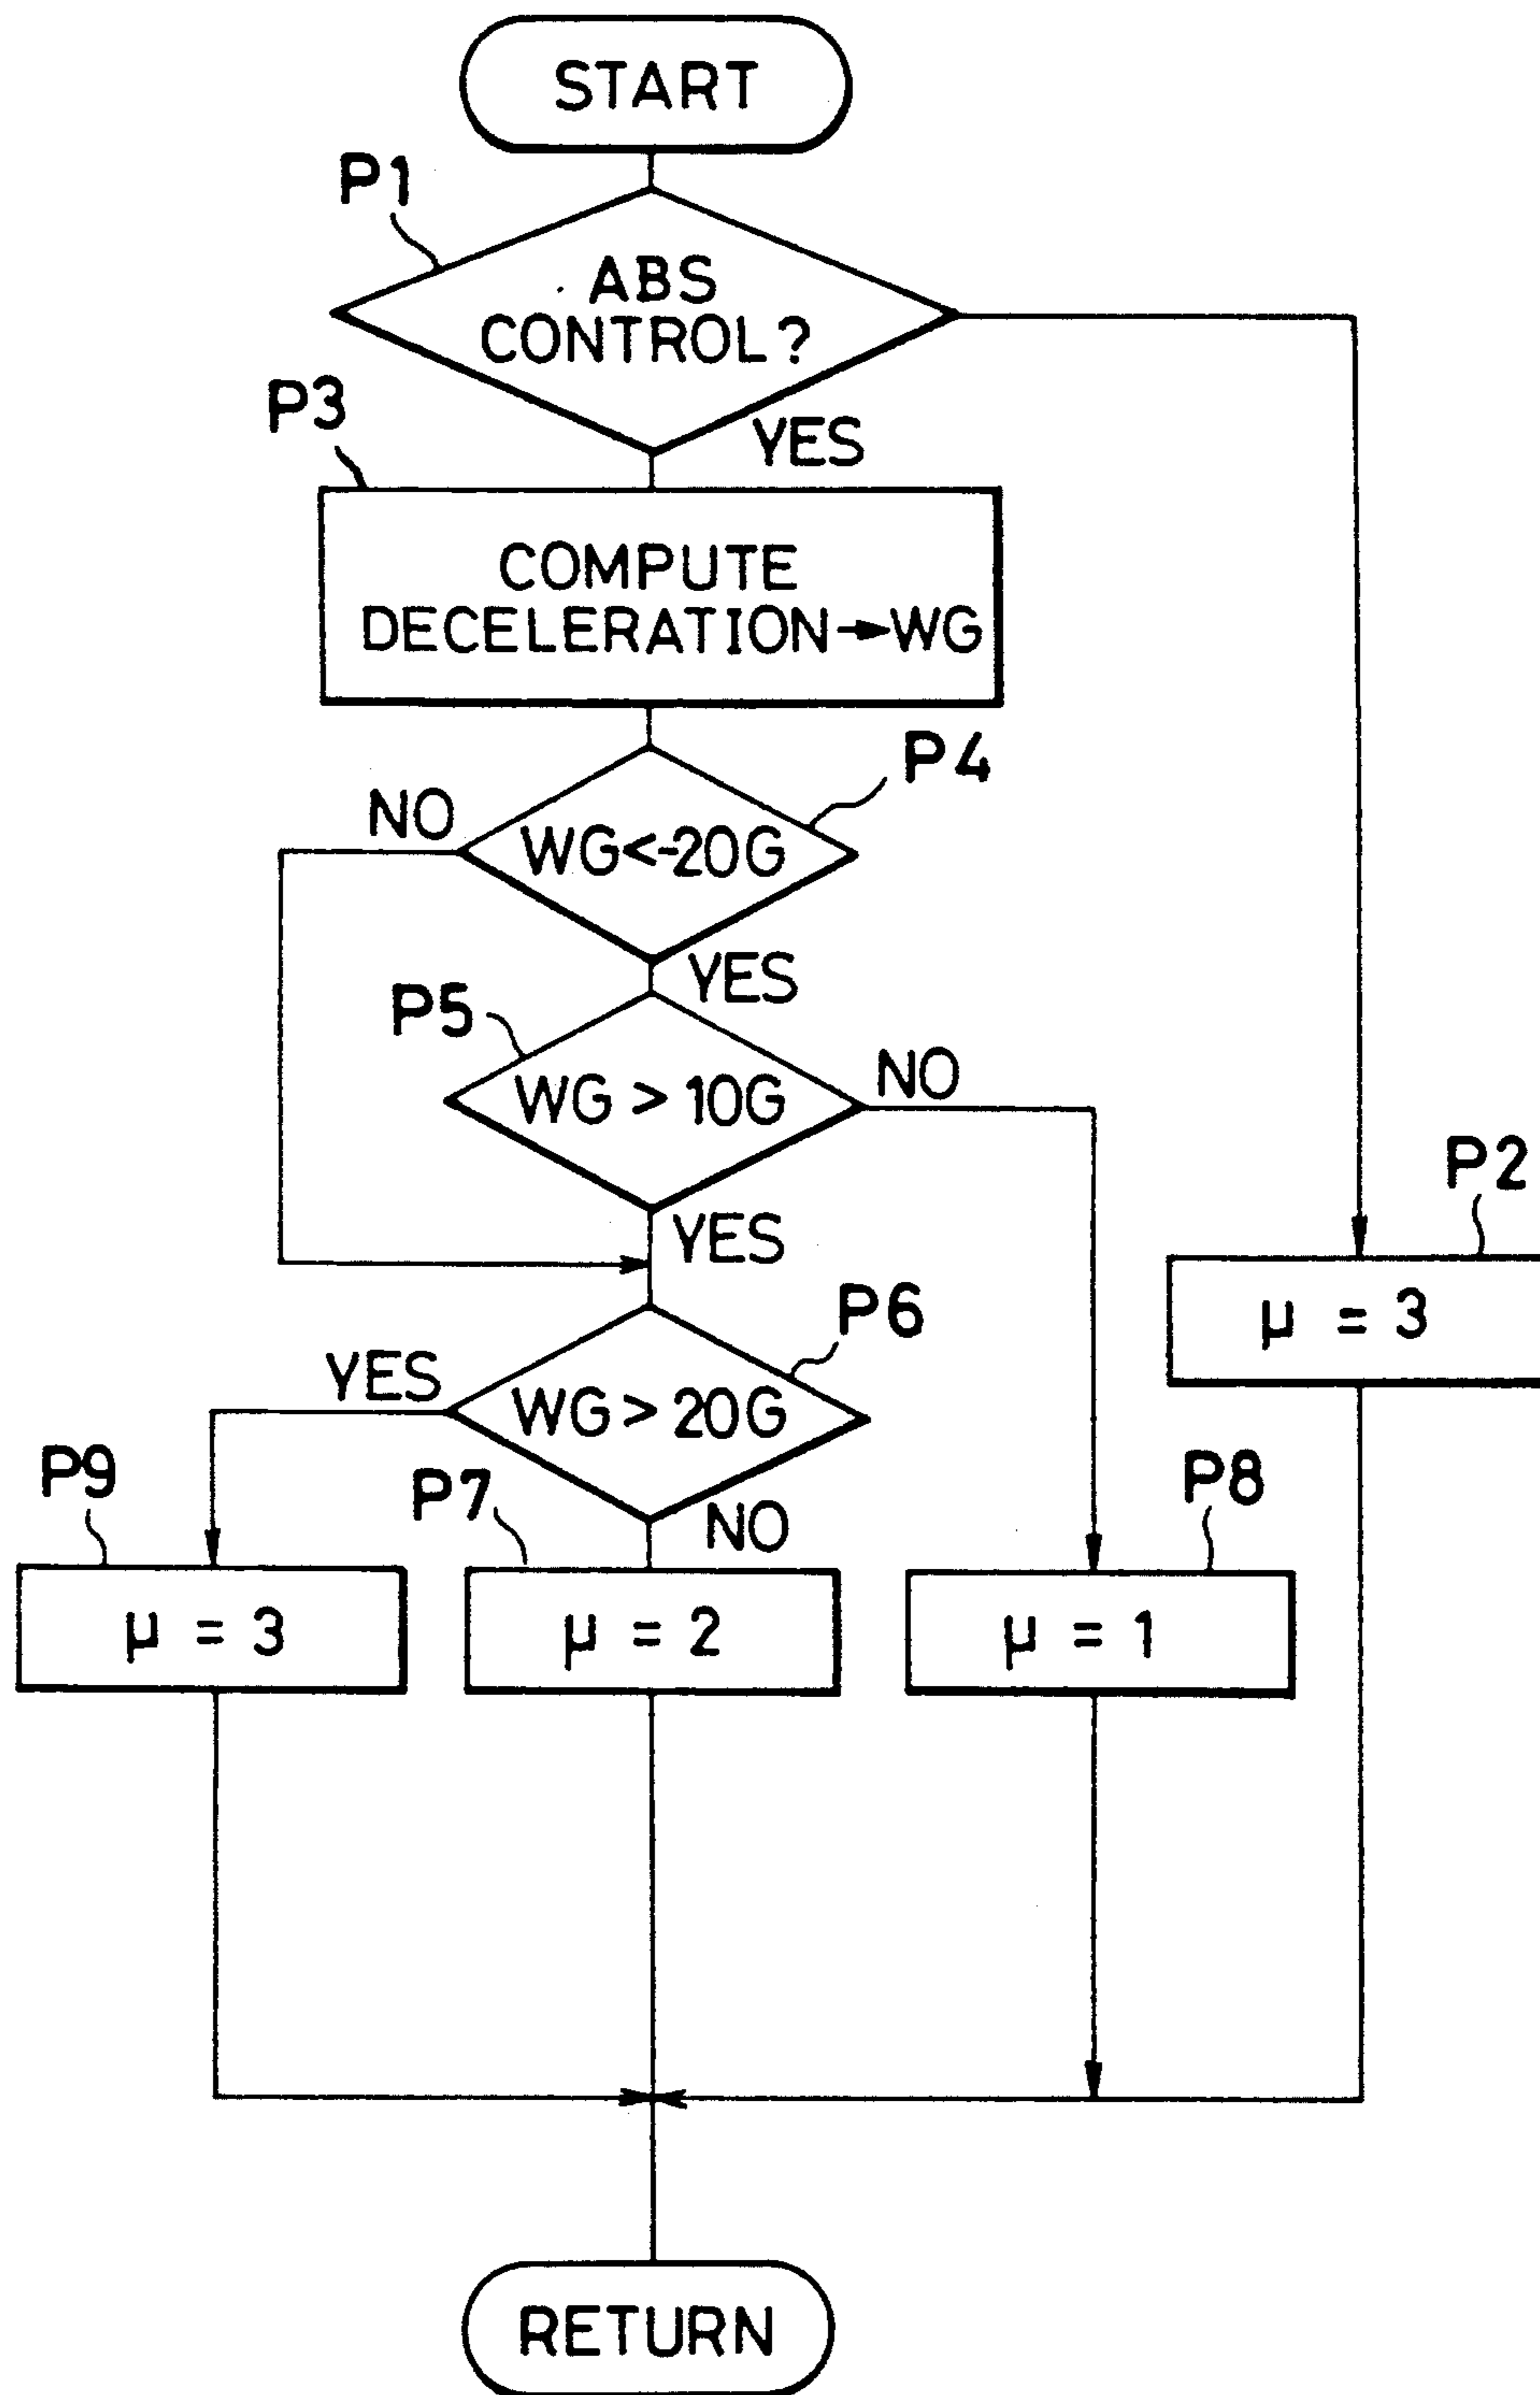 START
P1
ABS
CONTROL?
P3
YES
COMPUTE
DECELERATION→WG
P4
NO
WG<-20G
YES
P5
NO
WG > 10G
P2
YES
μ = 3
P6
YES
WG > 20G
P9
P7
P8
NO
μ = 3
μ = 2
μ = 1
RETURN